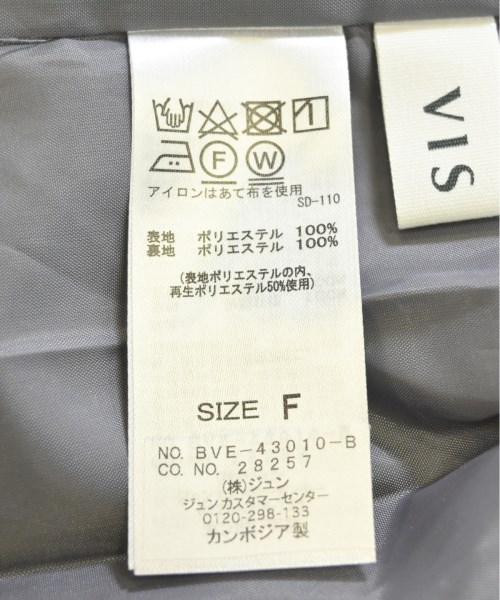 F W
アイロンはあて布を使用
SD-110
表地 ポリエステル 100%
裏地 ポリエステル 100%
(表地ポリエステルの内、
再生ポリエステル50%使用)
SIZE F
NO. BVE-43010-B
CO. NO. 28257
(株)ジュン
ジュン カスタマーセンター
0120-298-133
カンボジア製
VIS